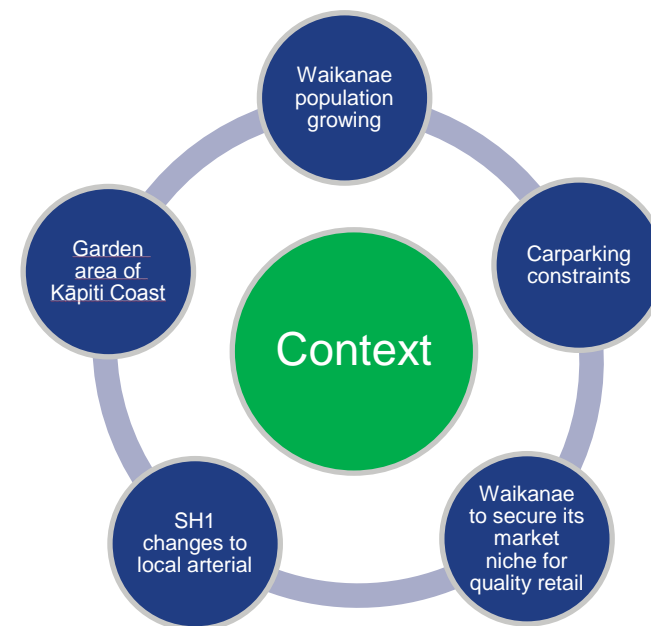 Waikanae
population
growing
Carparking
constraints
Waikanae
to secure its
market
niche for
quality retail
SH1
changes to
local arterial
Garden
area of
Kāpiti Coast
Context